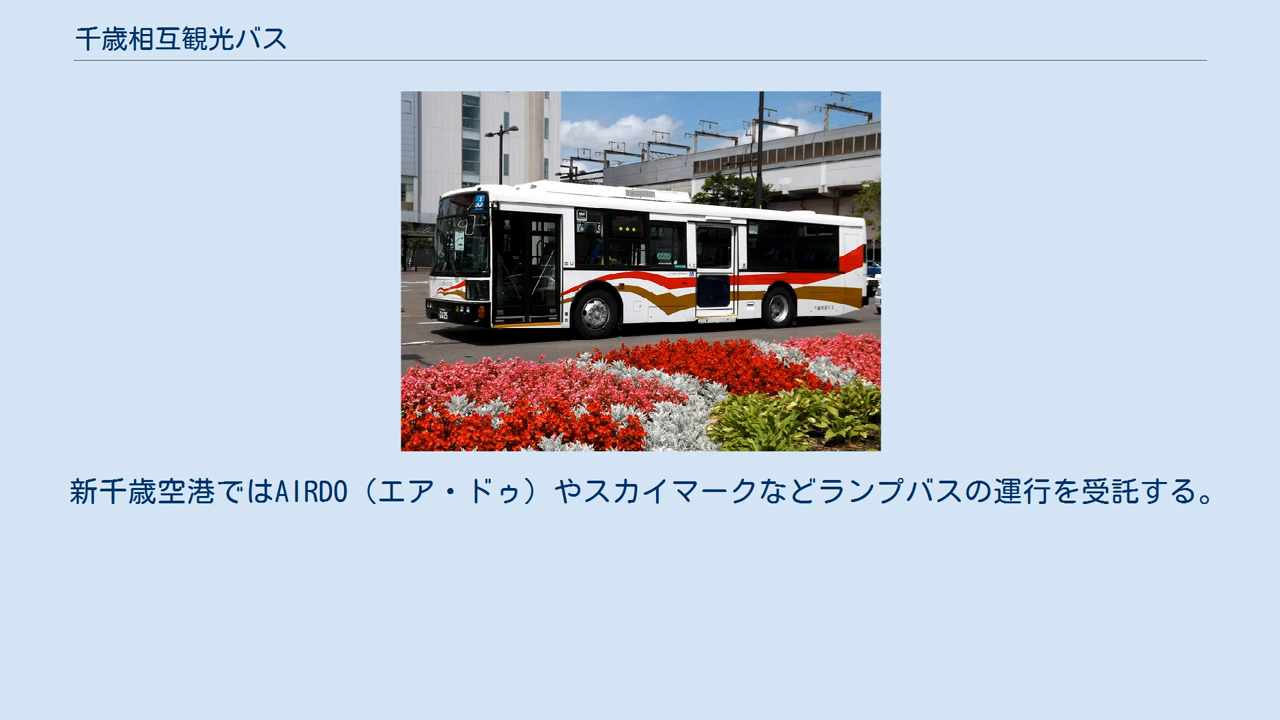 千歳相互観光バス
新千歳空港ではAIRDO（エア・ドゥ）やスカイマークなどランプバスの運行を受託する。